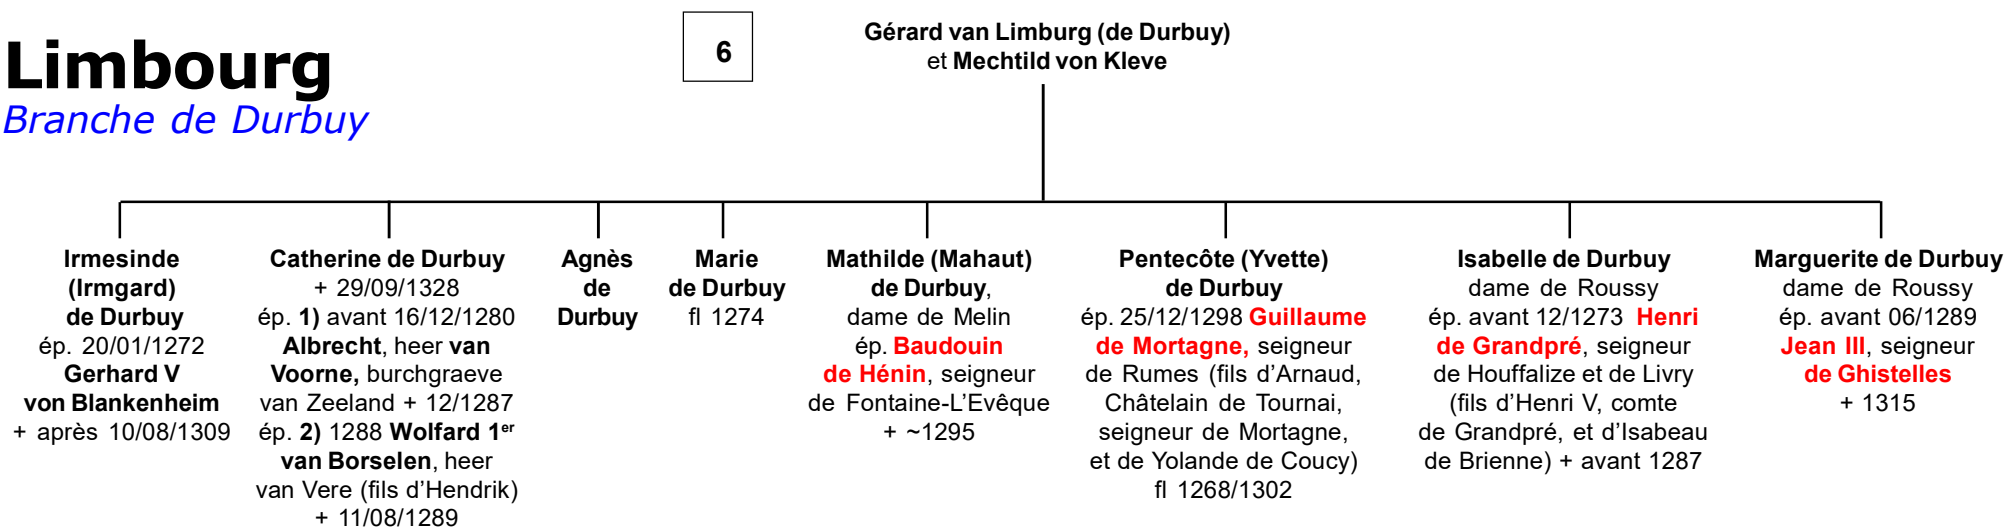 Limbourg
Branche de Durbuy
6
Gérard van Limburg (de Durbuy)
et Mechtild von Kleve
Irmesinde
(Irmgard)
de Durbuy
ép. 20/01/1272
Gerhard V
von Blankenheim
+ après 10/08/1309
Catherine de Durbuy
+ 29/09/1328
ép. 1) avant 16/12/1280
Albrecht, heer van
Voorne, burchgraeve
van Zeeland + 12/1287
ép. 2) 1288 Wolfard 1er
van Borselen, heer
van Vere (fils d'Hendrik)
+ 11/08/1289
Agnès
de
Durbuy
Marie
de Durbuy
fl 1274
Mathilde (Mahaut)
de Durbuy,
dame de Melin
ép. Baudouin
de Hénin, seigneur
de Fontaine-L'Evêque
+ ~1295
Pentecôte (Yvette)
de Durbuy
ép. 25/12/1298 Guillaume
de Mortagne, seigneur
de Rumes (fils d'Arnaud,
Châtelain de Tournai,
seigneur de Mortagne,
et de Yolande de Coucy)
fl 1268/1302
Isabelle de Durbuy
dame de Roussy
ép. avant 12/1273 Henri
de Grandpré, seigneur
de Houffalize et de Livry
(fils d'Henri V, comte
de Grandpré, et d'Isabeau
de Brienne) + avant 1287
Marguerite de Durbuy
dame de Roussy
ép. avant 06/1289
Jean III, seigneur
de Ghistelles
+ 1315